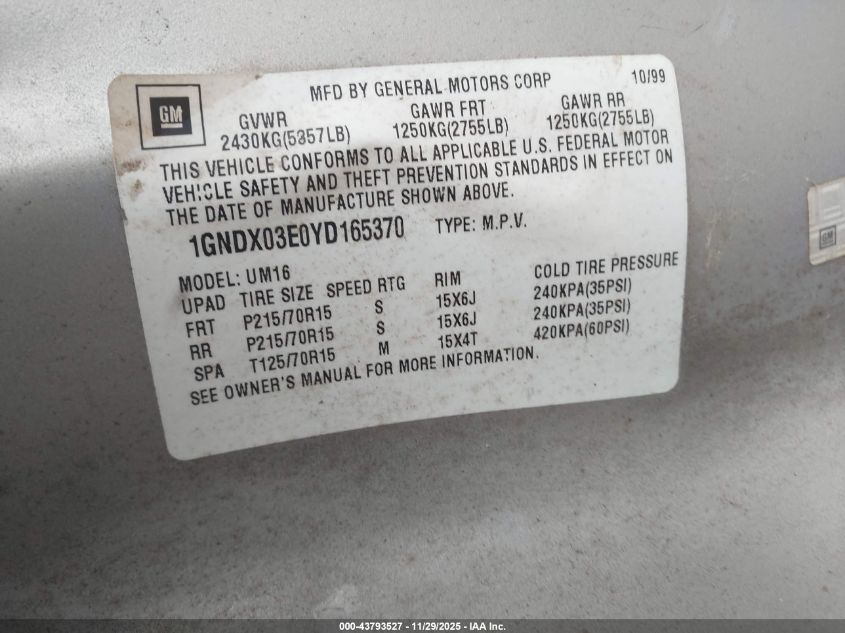 GM
MFD BY GENERAL MOTORS CORP 10/99
GVWR GAWR FRT GAWR RR
2430KG(5357LB) 1250KG(2755LB) 1250KG(2755LB)
THIS VEHICLE CONFORMS TO ALL APPLICABLE U.S. FEDERAL MOTOR
VEHICLE SAFETY AND THEFT PREVENTION STANDARDS IN EFFECT ON
THE DATE OF MANUFACTURE SHOWN ABOVE.
1GNDX03E0YD165370 TYPE: M.P.V.
MODEL: UM16
UPAD TIRE SIZE SPEED RTG RIM COLD TIRE PRESSURE
FRT P215/70R15 S 15X6J 240KPA(35PSI)
RR P215/70R15 S 15X6J 240KPA(35PSI)
SPA T125/70R15 M 15X4T 420KPA(60PSI)
SEE OWNER'S MANUAL FOR MORE INFORMATION.
GM
000-43793527 - 11/29/2025 - IAA Inc.